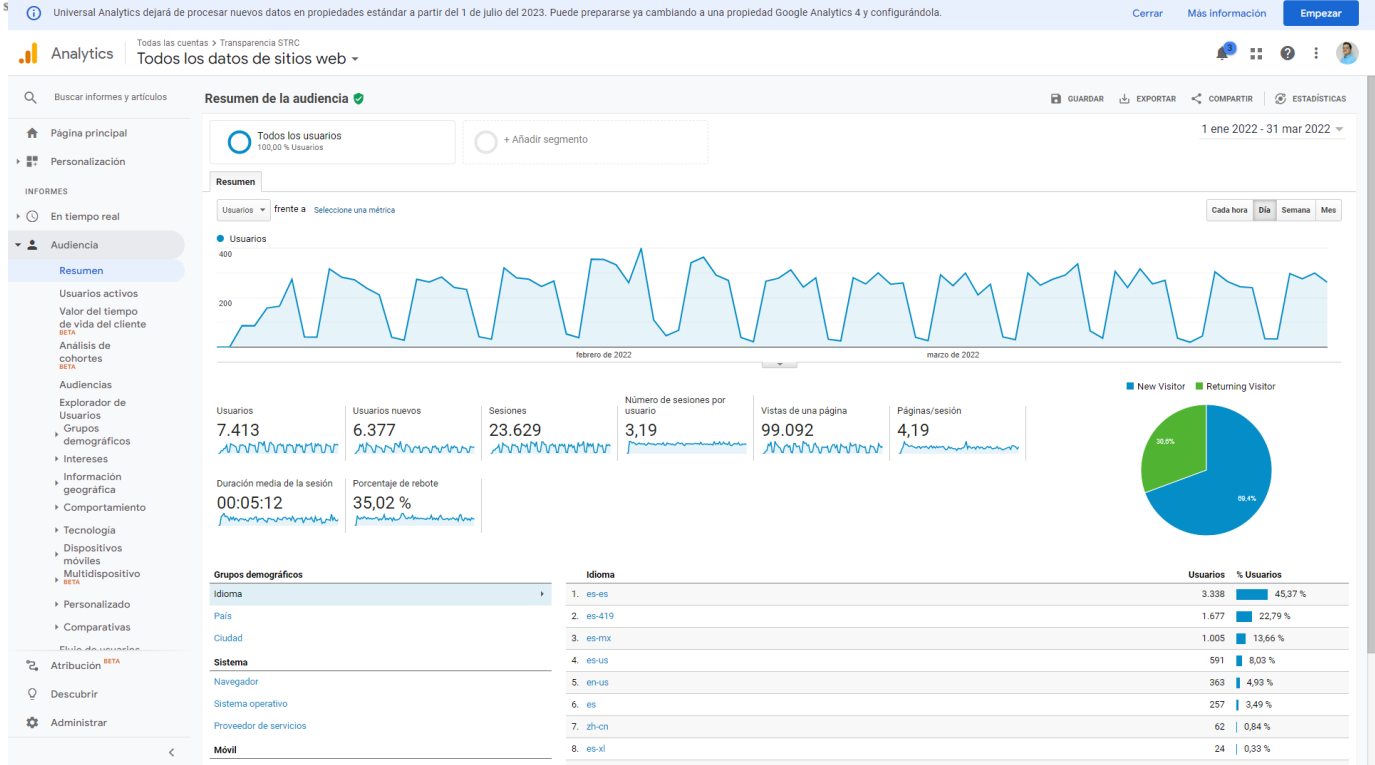 Universal Analytics dejará de procesar nuevos datos en propiedades estándar a partir del 1 de julio del 2023. Puede prepararse ya cambiando a una propiedad Google Analytics 4 y configurándola.
Cerrar
Más información
Empezar
Analytics
Todas las cuentas > Transparencia STRC
Todos los datos de sitios web
3
Buscar informes y artículos
Página principal
Personalización
INFORMES
En tiempo real
Audiencia
Resumen
Usuarios activos
Valor del tiempo
de vida del cliente
BETA
Análisis de
cohortes
BETA
Audiencias
Explorador de
Usuarios
Grupos
demográficos
Intereses
Información
geográfica
Comportamiento
Tecnología
Dispositivos
móviles
Multidispositivo
BETA
Personalizado
Comparativas
Flujo de usuarios
Atribución BETA
Descubrir
Administrar
Resumen de la audiencia
GUARDAR
EXPORTAR
COMPARTIR
ESTADÍSTICAS
Todos los usuarios
100,00 % Usuarios
+ Añadir segmento
1 ene 2022 - 31 mar 2022
Resumen
Usuarios
frente a
Seleccione una métrica
Cada hora
Día
Semana
Mes
Usuarios
400
200
febrero de 2022
marzo de 2022
New Visitor
Returning Visitor
30,6%
69,4%
Usuarios
7.413
Usuarios nuevos
6.377
Sesiones
23.629
Número de sesiones por
usuario
3,19
Vistas de una página
99.092
Páginas/sesión
4,19
Duración media de la sesión
00:05:12
Porcentaje de rebote
35,02 %
Grupos demográficos
Idioma
País
Ciudad
Sistema
Navegador
Sistema operativo
Proveedor de servicios
Móvil
Idioma Usuarios % Usuarios
1. es-es 3.338 45,37 %
2. es-419 1.677 22,79 %
3. es-mx 1.005 13,66 %
4. es-us 591 8,03 %
5. en-us 363 4,93 %
6. es 257 3,49 %
7. zh-cn 62 0,84 %
8. es-xl 24 0,33 %